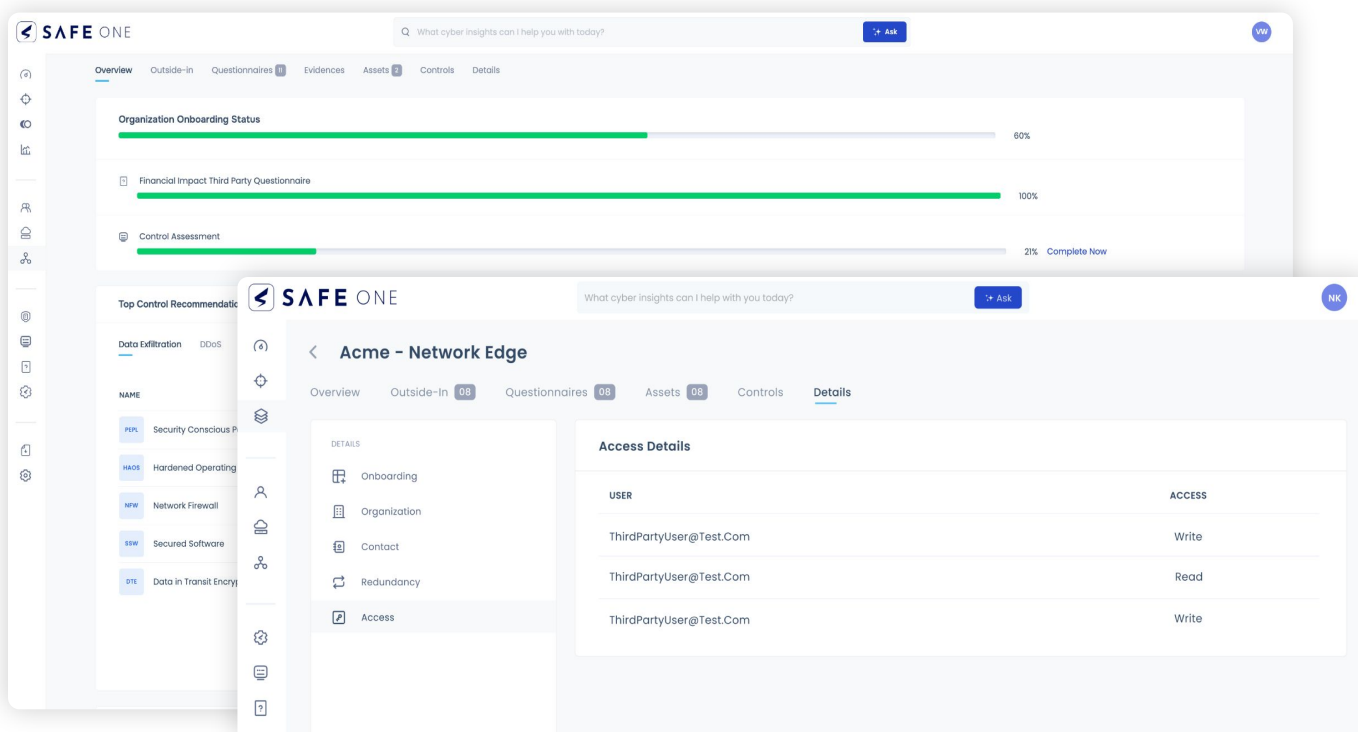 SAFE ONE
What cyber insights can I help you with today?
Ask
VW
Overview Outside-in Questionnaires 11 Evidences Assets 2 Controls Details
Organization Onboarding Status
60%
Financial Impact Third Party Questionnaire
100%
Control Assessment
21% Complete Now
Top Control Recommendatio
Data Exfiltration DDoS
NAME
PEPL Security Conscious P
HAOS Hardened Operating
NFW Network Firewall
SSW Secured Software
DTE Data in Transit Encryp
SAFE ONE
What cyber insights can I help with you today?
Ask
NK
Acme - Network Edge
Overview Outside-In 08 Questionnaires 08 Assets 08 Controls Details
DETAILS
Onboarding
Organization
Contact
Redundancy
Access
Access Details
USER ACCESS
ThirdPartyUser@Test.Com Write
ThirdPartyUser@Test.Com Read
ThirdPartyUser@Test.Com Write